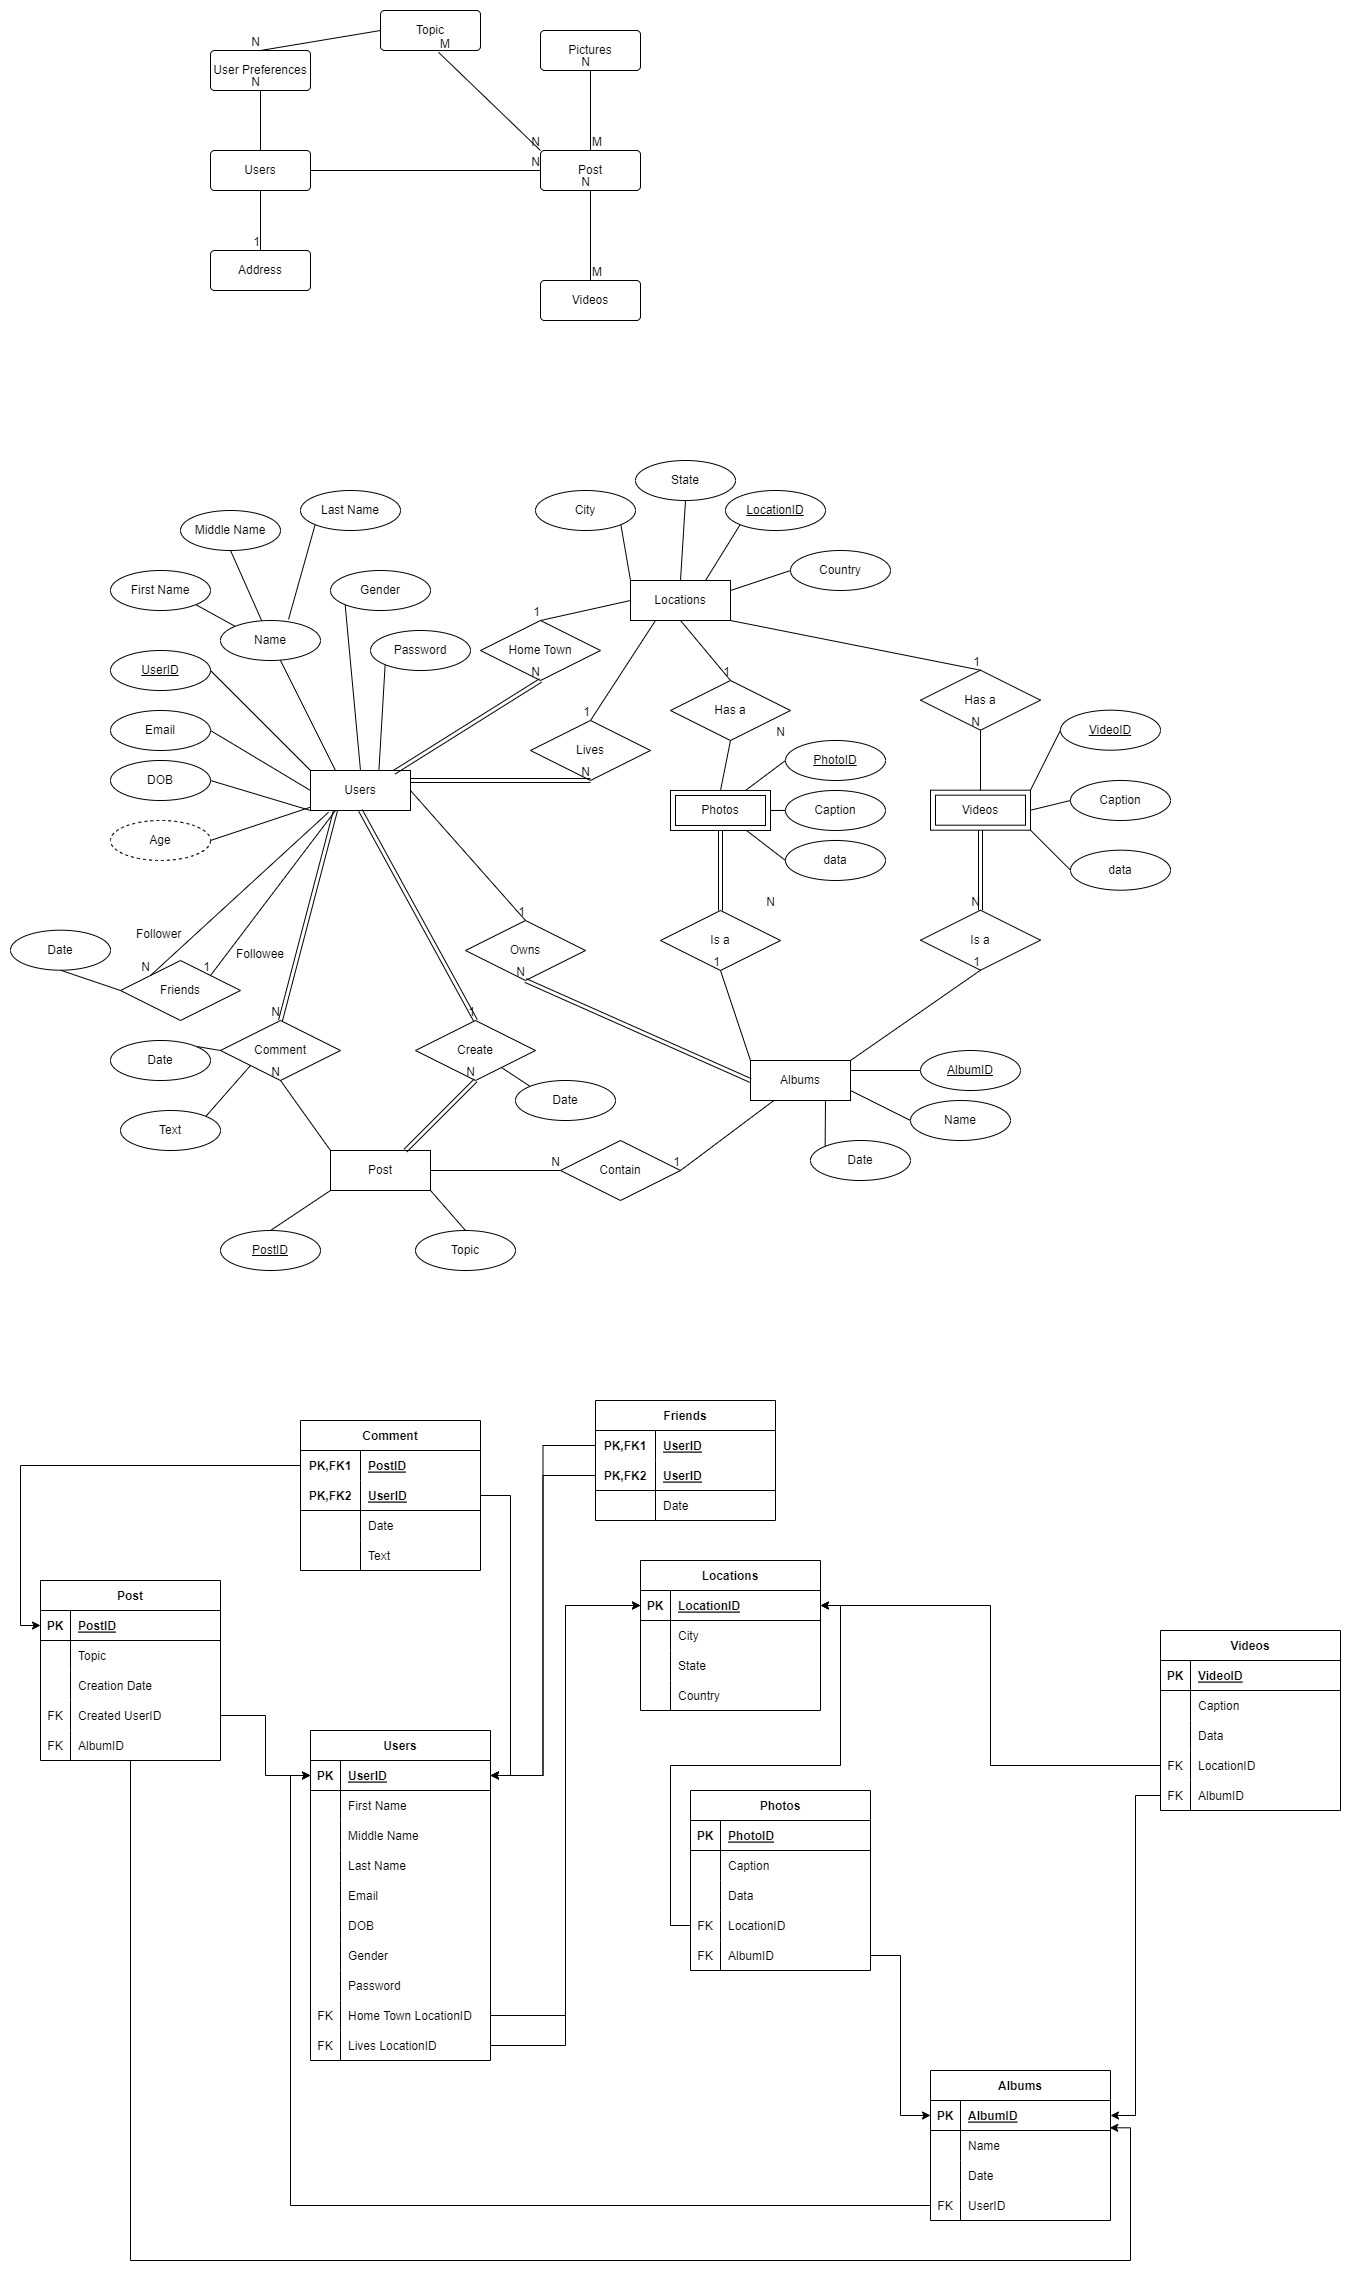 Topic
M
N
User Preferences
N
Pictures
N
N
M
Users
N
Post
N
1
Address
M
Videos
State
City
LocationID
Last Name
Middle Name
First Name
Gender
Country
Locations
Name
Password
1
Home Town
N
UserID
1
Has a
1
Has a
N
N
Email
1
Lives
N
VideoID
PhotoID
DOB
Users
Photos
Caption
Videos
Caption
Age
data
data
N
N
1
Follower
Followee
Date
N
1
Friends
Owns
N
Is a
1
Is a
1
N
1
Date
Comment
N
Create
N
Albums
AlbumID
Date
Name
Text
Date
Post
N
Contain
1
PostID
Topic
Friends
PK,FK1 UserID
PK,FK2 UserID
Date
Comment
PK,FK1 PostID
PK,FK2 UserID
Date
Text
Post
PK PostID
Topic
Creation Date
FK Created UserID
FK AlbumID
Locations
PK LocationID
City
State
Country
Videos
PK VideoID
Caption
Data
FK LocationID
FK AlbumID
Users
PK UserID
First Name
Middle Name
Last Name
Email
DOB
Gender
Password
FK Home Town LocationID
FK Lives LocationID
Photos
PK PhotoID
Caption
Data
FK LocationID
FK AlbumID
Albums
PK AlbumID
Name
Date
FK UserID